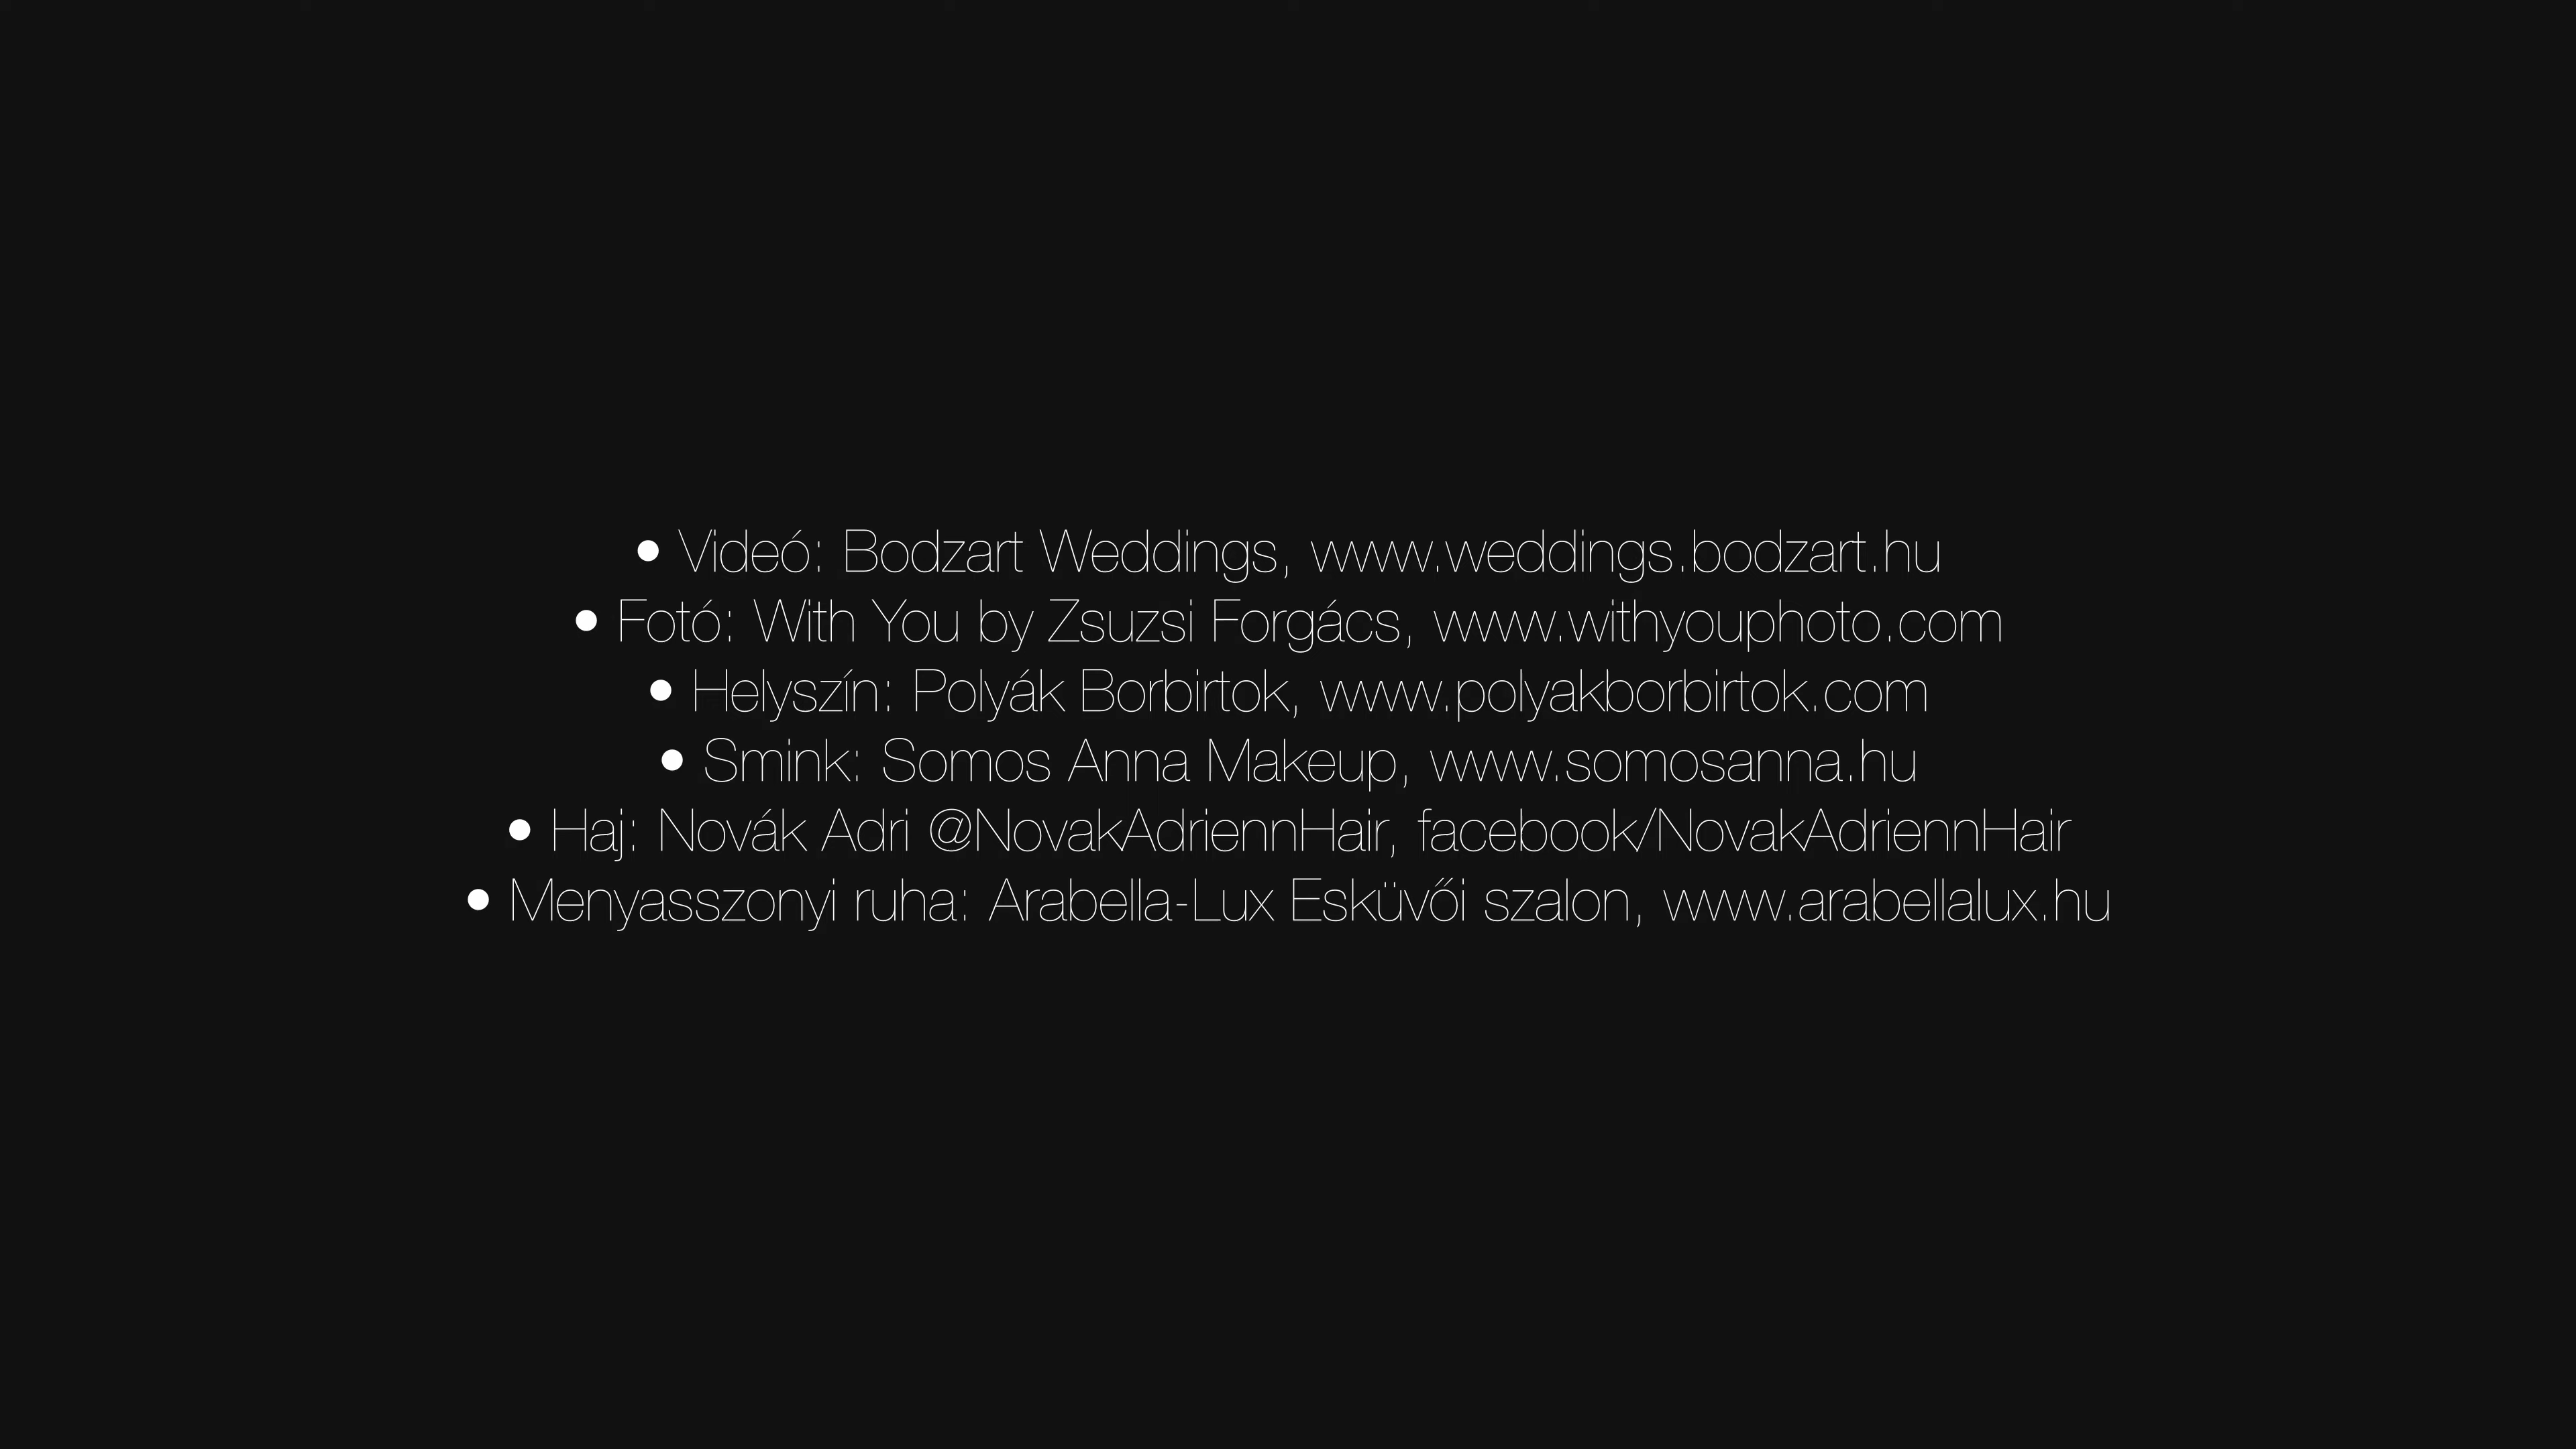 • Videó: Bodzart Weddings, www.weddings.bodzart.hu
• Fotó: With You by Zsuzsi Forgács, www.withyouphoto.com
• Helyszín: Polyák Borbirtok, www.polyakborbirtok.com
• Smink: Somos Anna Makeup, www.somosanna.hu
• Haj: Novák Adri @NovakAdriennHair, facebook/NovakAdriennHair
• Menyasszonyi ruha: Arabella-Lux Esküvői szalon, www.arabellalux.hu